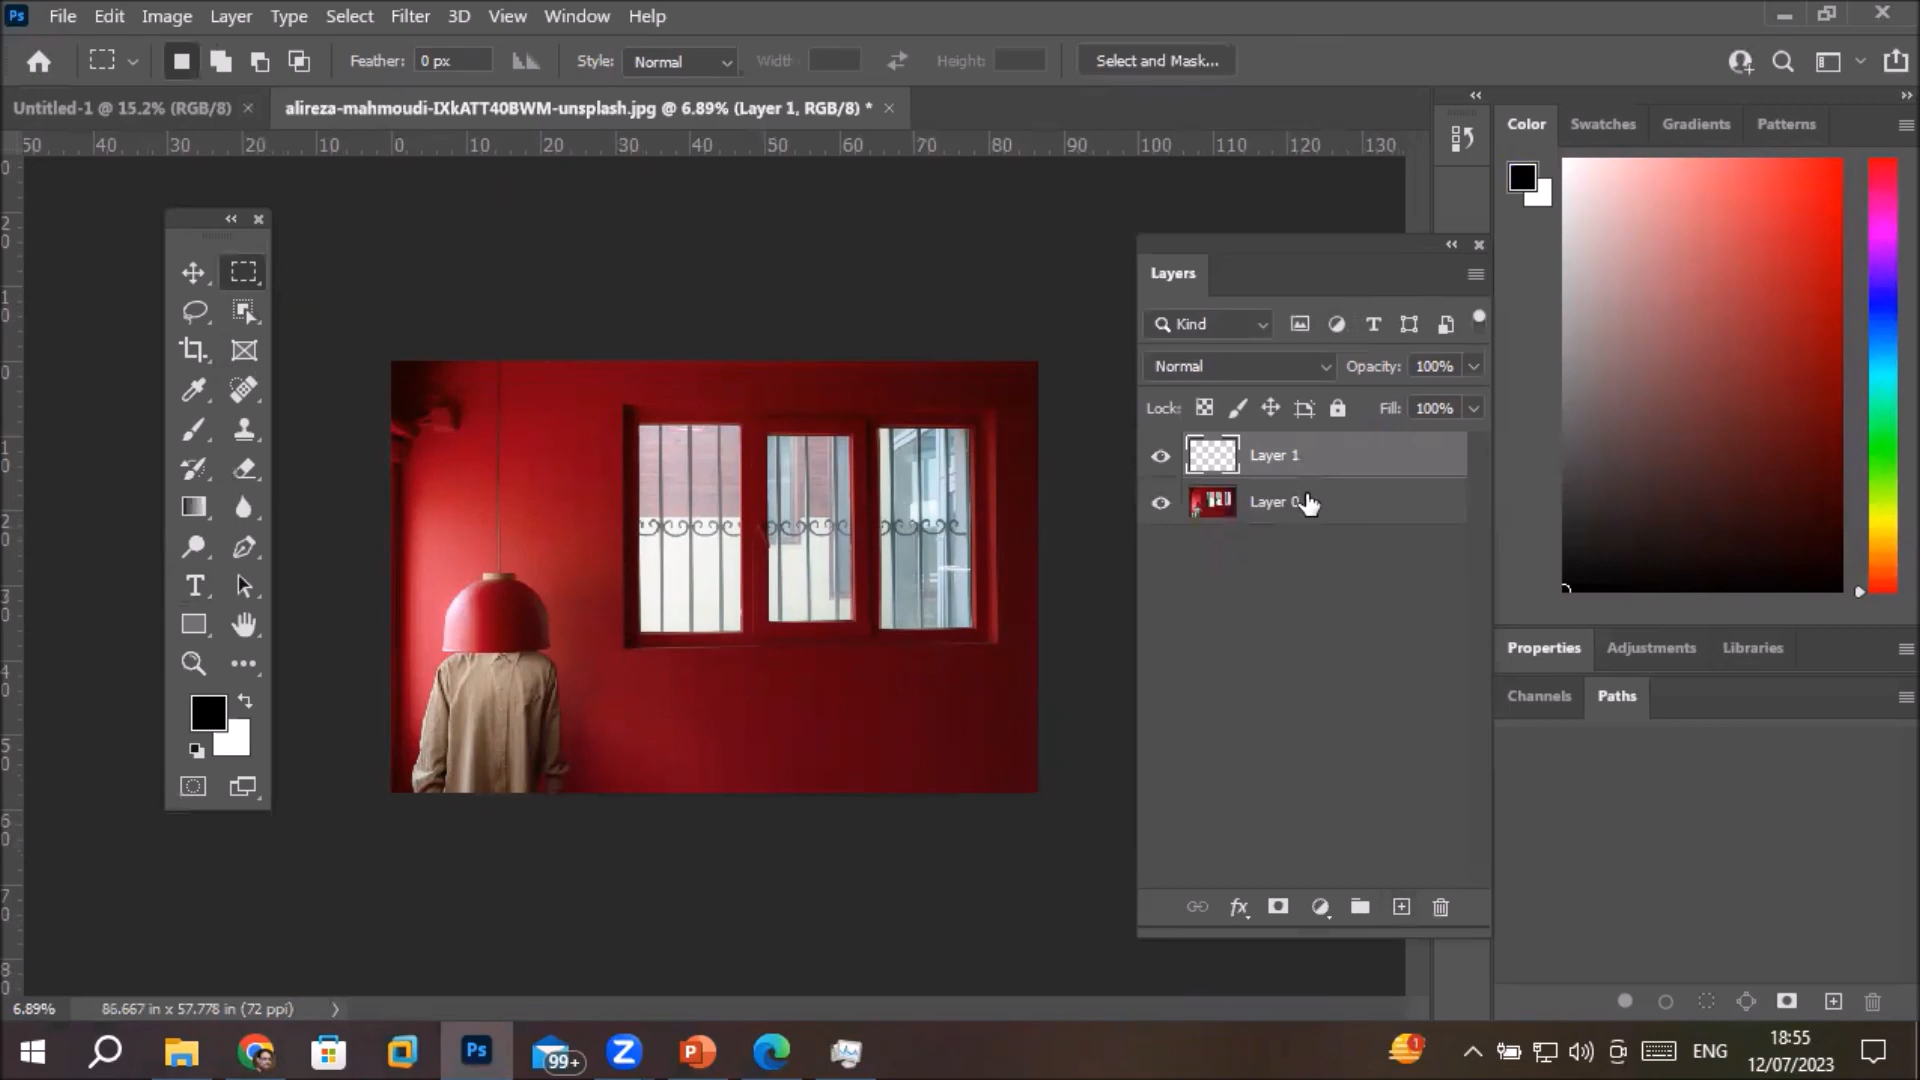 Ps File Edit Image Layer Type Select Filter 3D View Window Help
Feather: 0 px Style: Normal Width: Height: Select and Mask...
Untitled-1 @ 15.2% (RGB/8) × alireza-mahmoudi-IXkATT40BWM-unsplash.jpg @ 6.89% (Layer 1, RGB/8) * ×
50 40 30 20 10 0 10 20 30 40 50 60 70 80 90 100 110 120 130
Color Swatches Gradients Patterns
Layers
Kind
Normal Opacity: 100%
Lock: Fill: 100%
Layer 1
Layer 0
Properties Adjustments Libraries
Channels Paths
6.89% 86.667 in x 57.778 in (72 ppi)
Ps 99+ Z P 1 ENG 18:55
12/07/2023